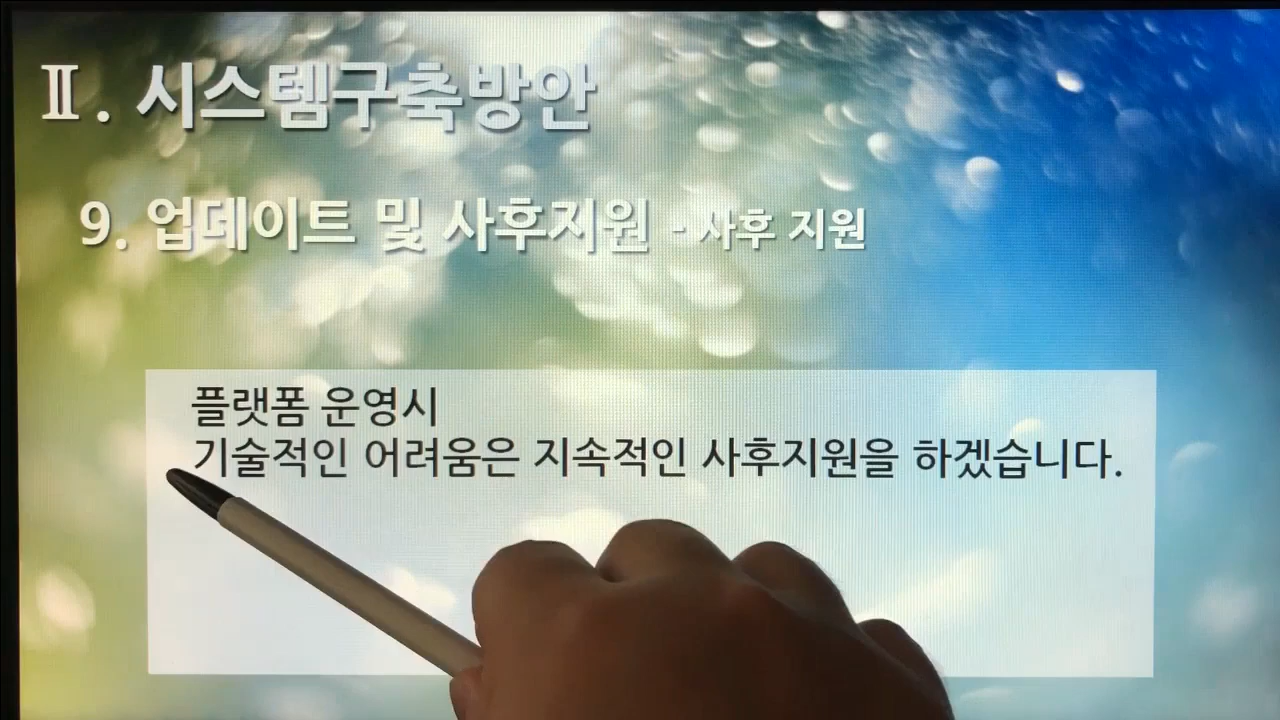 Ⅱ. 시스템구축방안
9. 업데이트 및 사후지원 - 사후 지원
플랫폼 운영시
기술적인 어려움은 지속적인 사후지원을 하겠습니다.